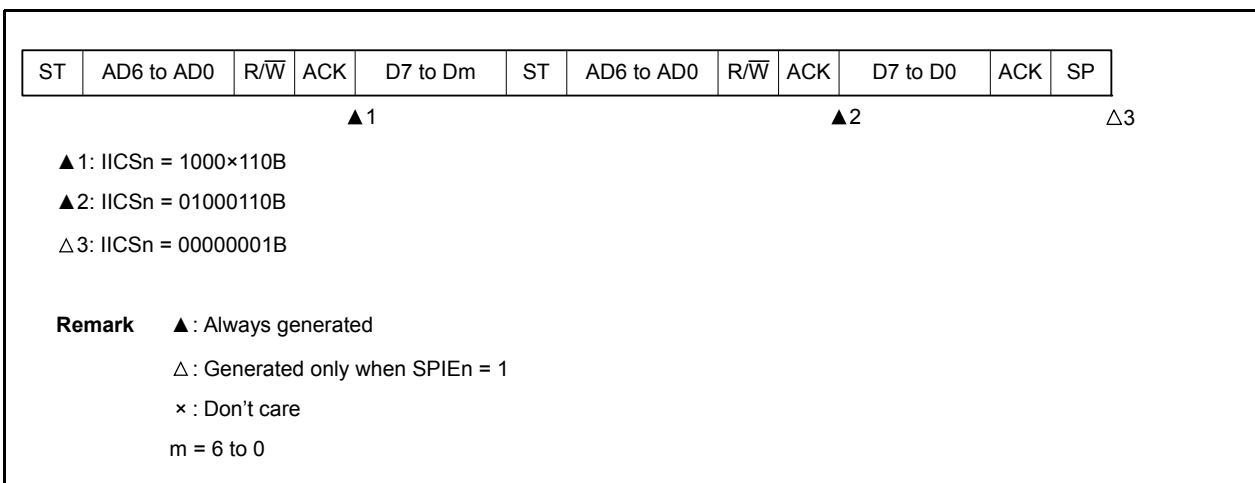 ST AD6 to AD0 R/W̅ ACK D7 to Dm ST AD6 to AD0 R/W̅ ACK D7 to D0 ACK SP
▲1 ▲2 △3
▲1: IICSn = 1000×110B
▲2: IICSn = 01000110B
△3: IICSn = 00000001B
Remark ▲: Always generated
△: Generated only when SPIEn = 1
×: Don't care
m = 6 to 0